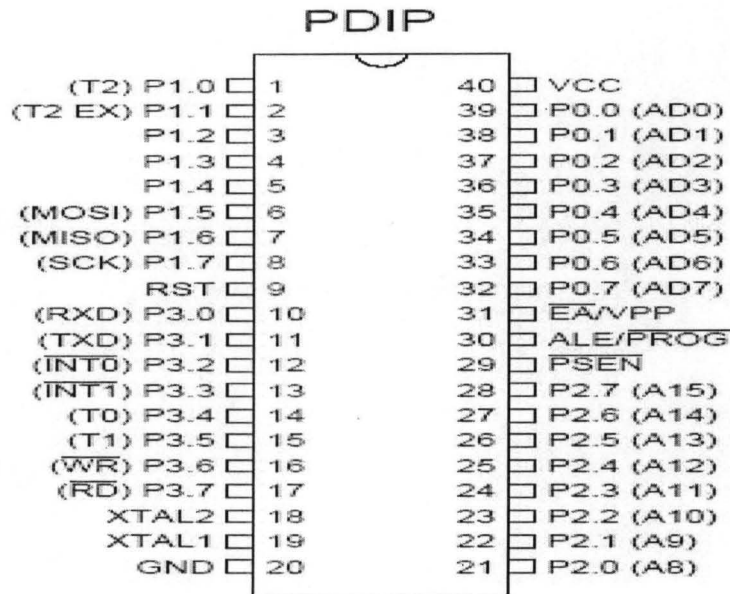 PDIP
(T2) P1.0 1 40 VCC
(T2 EX) P1.1 2 39 P0.0 (AD0)
P1.2 3 38 P0.1 (AD1)
P1.3 4 37 P0.2 (AD2)
P1.4 5 36 P0.3 (AD3)
(MOSI) P1.5 6 35 P0.4 (AD4)
(MISO) P1.6 7 34 P0.5 (AD5)
(SCK) P1.7 8 33 P0.6 (AD6)
RST 9 32 P0.7 (AD7)
(RXD) P3.0 10 31 E̅A̅/VPP
(TXD) P3.1 11 30 ALE/P̅R̅O̅G̅
(I̅N̅T̅0̅) P3.2 12 29 P̅S̅E̅N̅
(I̅N̅T̅1̅) P3.3 13 28 P2.7 (A15)
(T0) P3.4 14 27 P2.6 (A14)
(T1) P3.5 15 26 P2.5 (A13)
(W̅R̅) P3.6 16 25 P2.4 (A12)
(R̅D̅) P3.7 17 24 P2.3 (A11)
XTAL2 18 23 P2.2 (A10)
XTAL1 19 22 P2.1 (A9)
GND 20 21 P2.0 (A8)